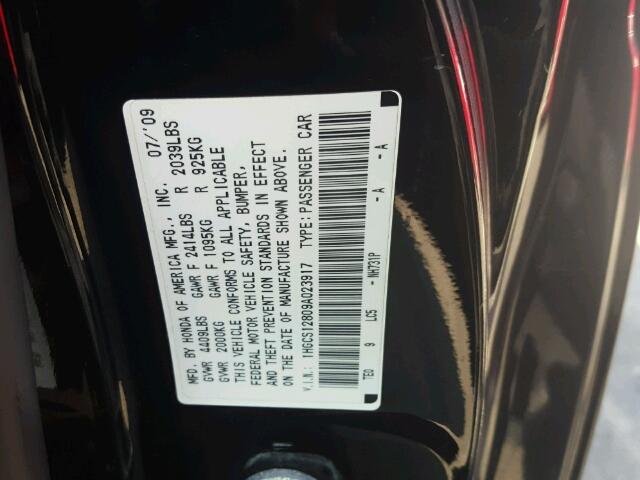 MFD. BY HONDA OF AMERICA MFG., INC. 07/'09
GVWR 4409LBS GAWR F 2414LBS R 2039LBS
GVWR 2000KG GAWR F 1095KG R 925KG
THIS VEHICLE CONFORMS TO ALL APPLICABLE
FEDERAL MOTOR VEHICLE SAFETY, BUMPER,
AND THEFT PREVENTION STANDARDS IN EFFECT
ON THE DATE OF MANUFACTURE SHOWN ABOVE.
V.I.N.: 1HGCS12809A023917 TYPE: PASSENGER CAR
TE0 9 LC5 - NH731P - A - A